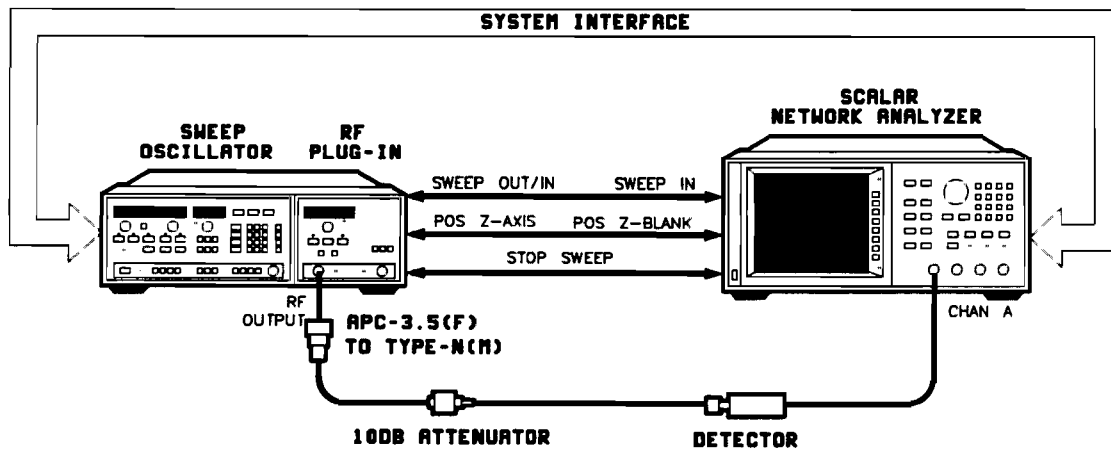 SYSTEM INTERFACE
SCALAR
NETWORK ANALYZER
SWEEP
OSCILLATOR
RF
PLUG-IN
SWEEP OUT/IN
SWEEP IN
POS Z-AXIS
POS Z-BLANK
STOP SWEEP
RF
OUTPUT
CHAN A
APC-3.5(F)
TO TYPE-N(M)
10DB ATTENUATOR
DETECTOR